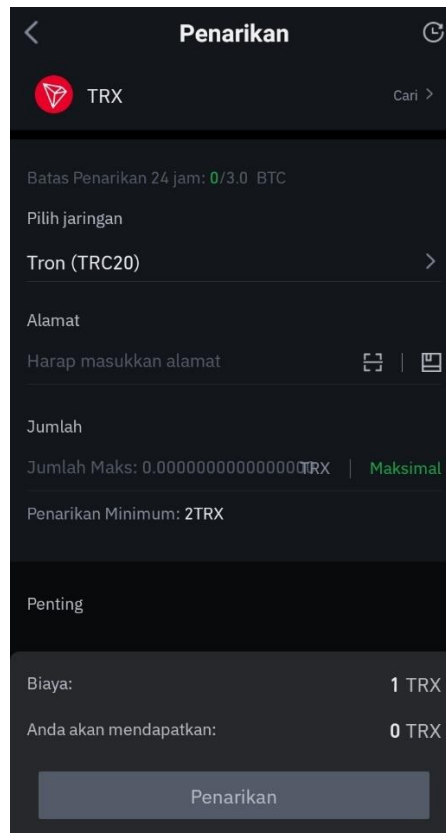 Penarikan
TRX
Cari >
Batas Penarikan 24 jam: 0/3.0 BTC
Pilih jaringan
Tron (TRC20)
Alamat
Harap masukkan alamat
Jumlah
Jumlah Maks: 0.0000000000000000TRX | Maksimal
Penarikan Minimum: 2TRX
Penting
Biaya: 1 TRX
Anda akan mendapatkan: 0 TRX
Penarikan